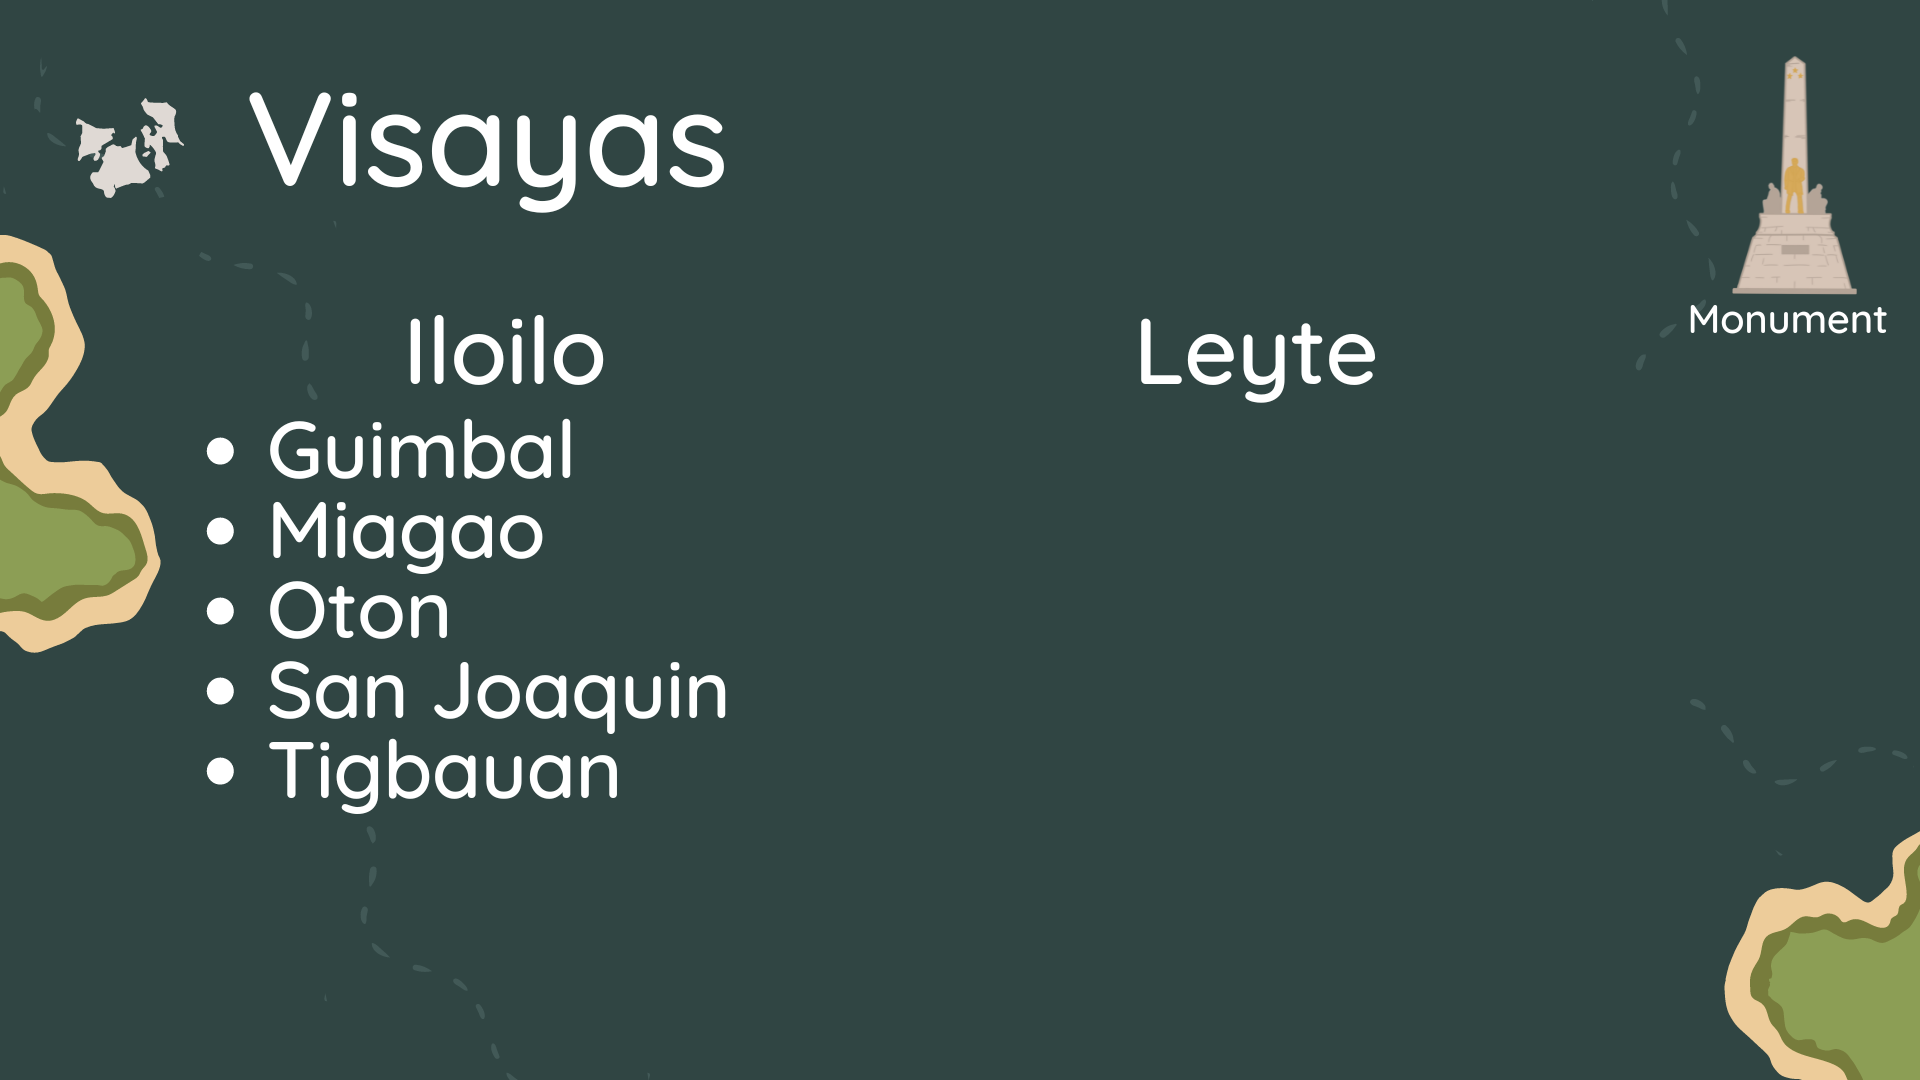 Visayas
Monument
Iloilo
• Guimbal
• Miagao
• Oton
• San Joaquin
• Tigbauan
Leyte